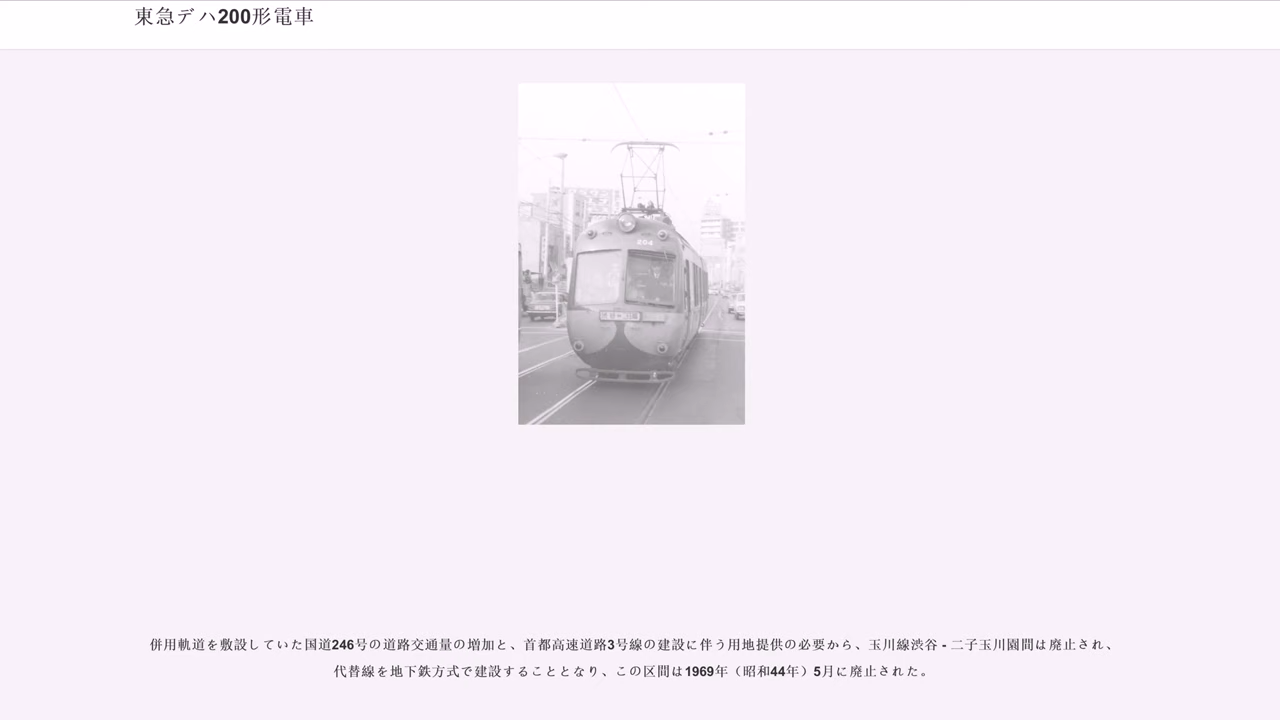 東急デハ200形電車
204
併用軌道を敷設していた国道246号の道路交通量の増加と、首都高速道路3号線の建設に伴う用地提供の必要から、玉川線渋谷 - 二子玉川園間は廃止され、
代替線を地下鉄方式で建設することとなり、この区間は1969年（昭和44年）5月に廃止された。